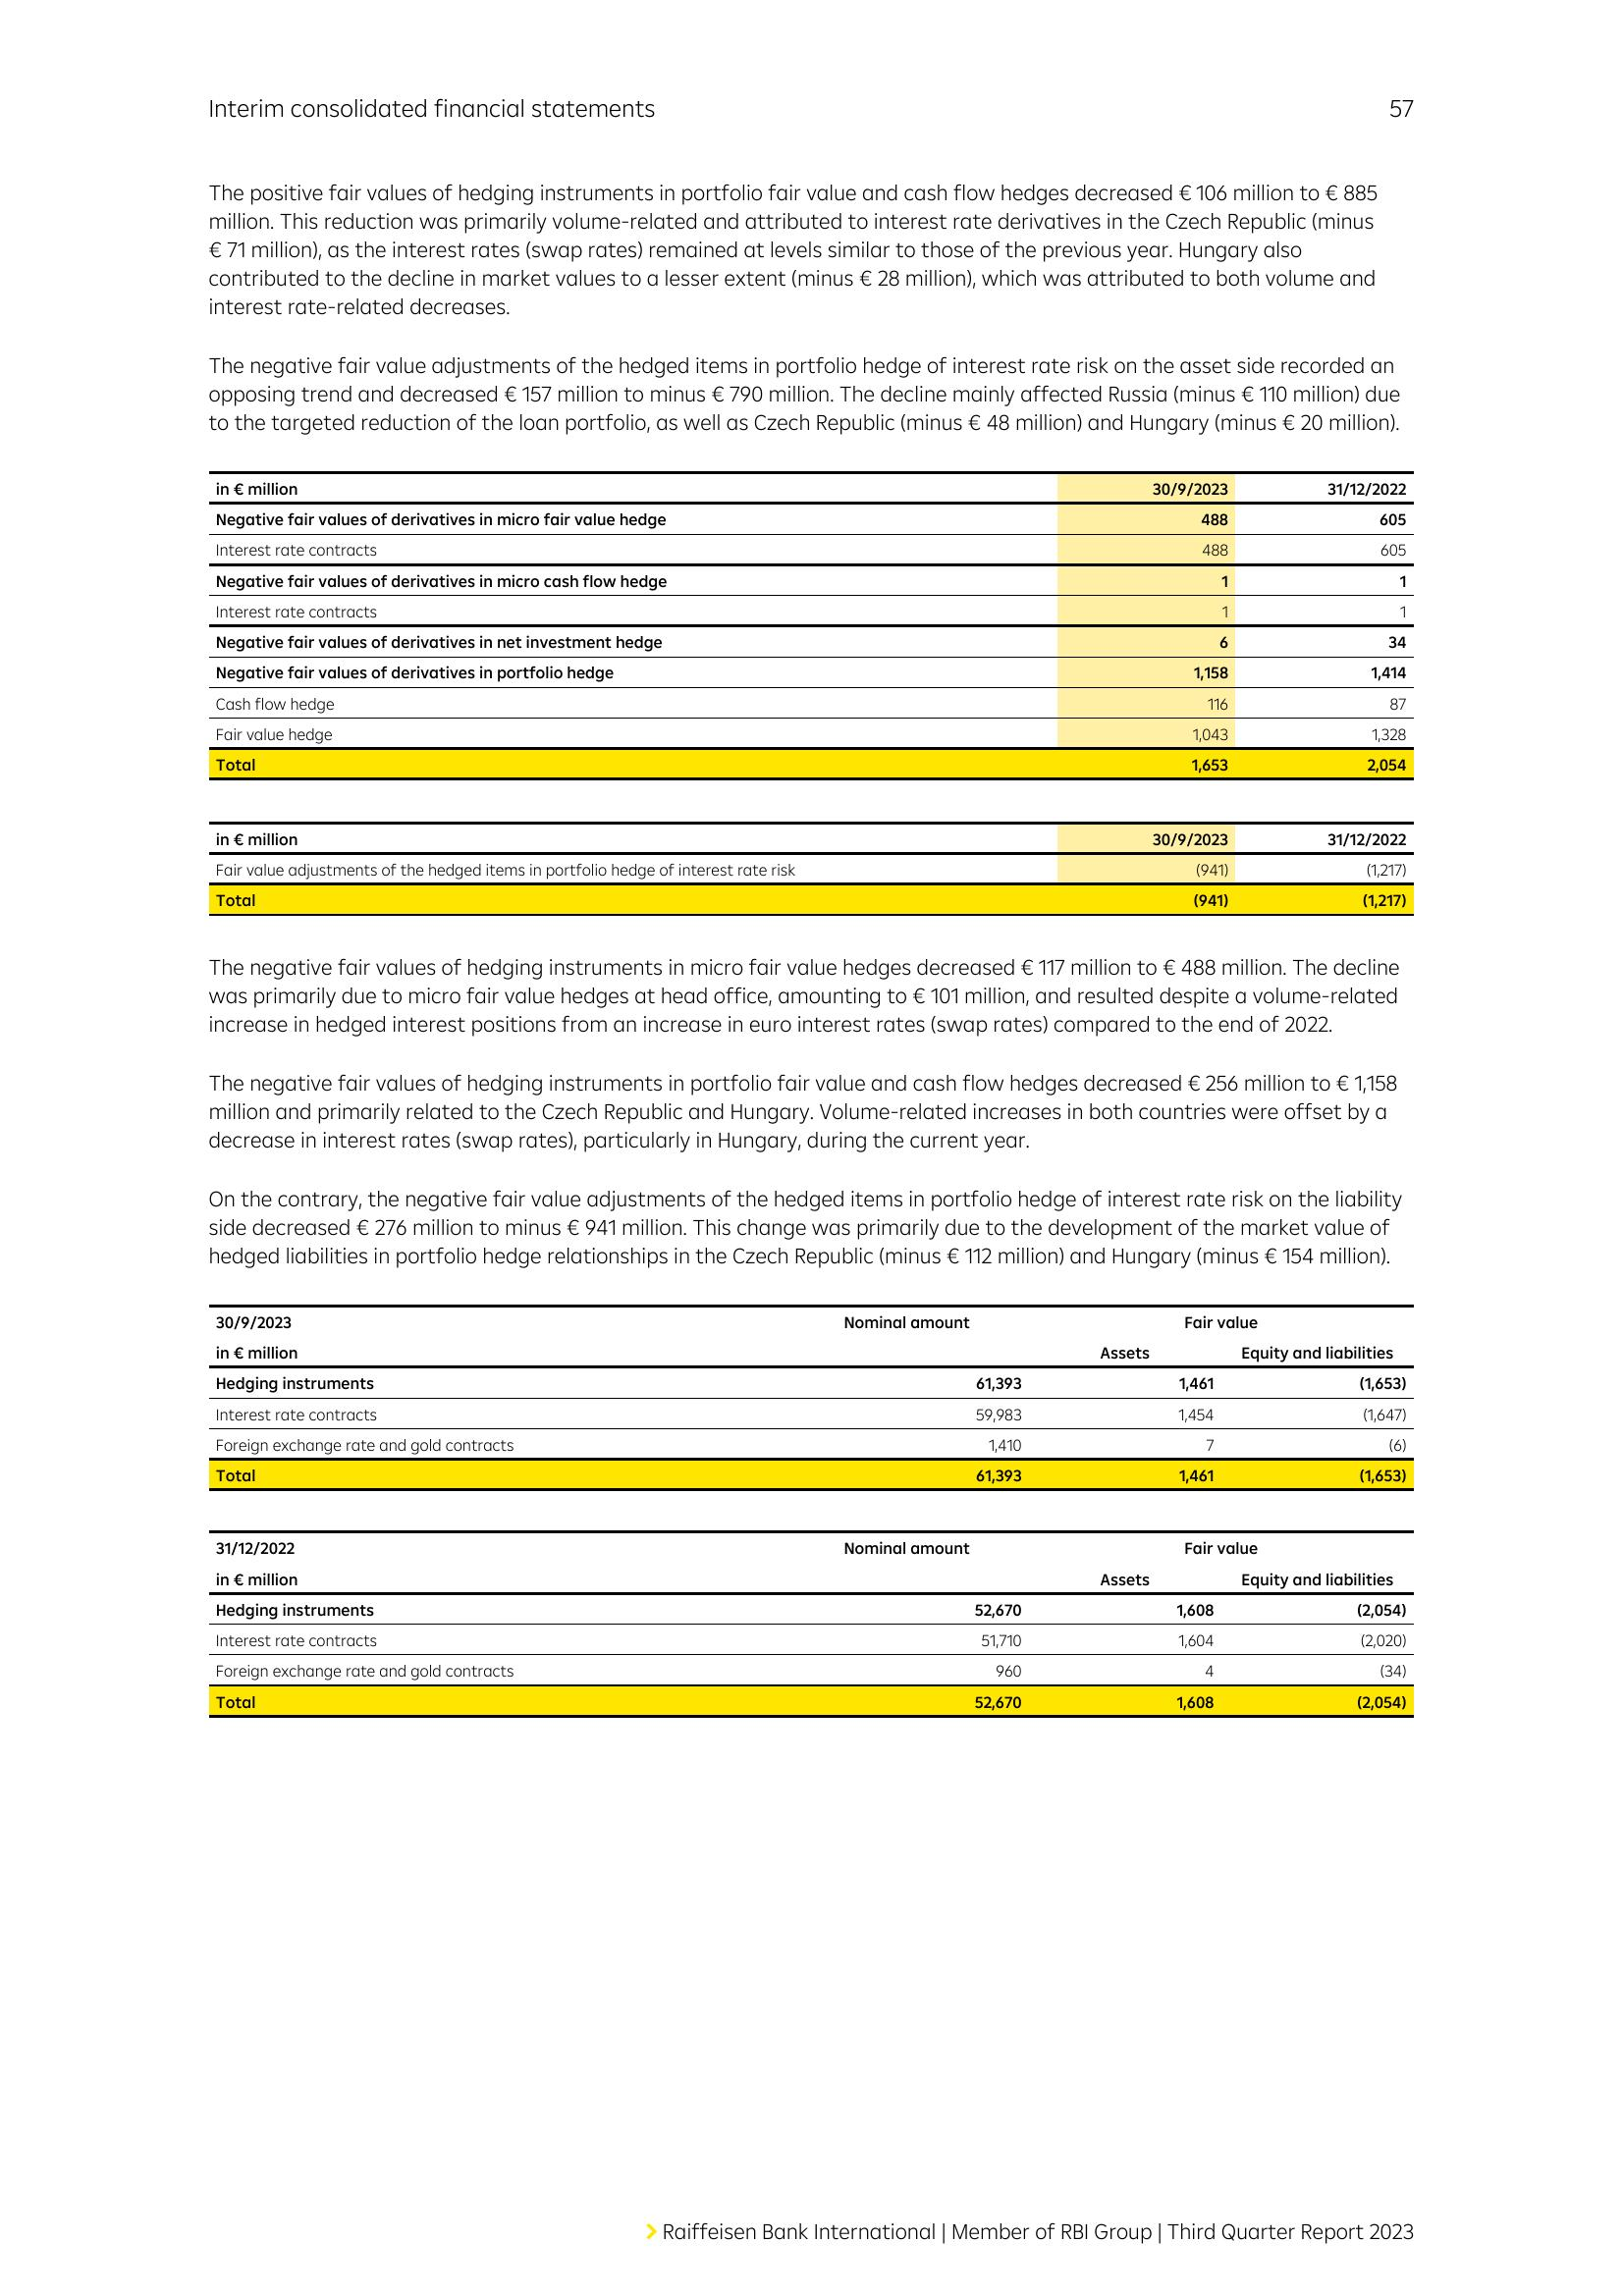 Interim consolidated financial statements 57
The positive fair values of hedging instruments in portfolio fair value and cash flow hedges decreased € 106 million to € 885
million. This reduction was primarily volume-related and attributed to interest rate derivatives in the Czech Republic (minus
€ 71 million), as the interest rates (swap rates) remained at levels similar to those of the previous year. Hungary also
contributed to the decline in market values to a lesser extent (minus € 28 million), which was attributed to both volume and
interest rate-related decreases.
The negative fair value adjustments of the hedged items in portfolio hedge of interest rate risk on the asset side recorded an
opposing trend and decreased € 157 million to minus € 790 million. The decline mainly affected Russia (minus € 110 million) due
to the targeted reduction of the loan portfolio, as well as Czech Republic (minus € 48 million) and Hungary (minus € 20 million).
in € million 30/9/2023 31/12/2022
Negative fair values of derivatives in micro fair value hedge 488 605
Interest rate contracts 488 605
Negative fair values of derivatives in micro cash flow hedge 1 1
Interest rate contracts 1 1
Negative fair values of derivatives in net investment hedge 6 34
Negative fair values of derivatives in portfolio hedge 1,158 1,414
Cash flow hedge 116 87
Fair value hedge 1,043 1,328
Total 1,653 2,054
in € million 30/9/2023 31/12/2022
Fair value adjustments of the hedged items in portfolio hedge of interest rate risk (941) (1,217)
Total (941) (1,217)
The negative fair values of hedging instruments in micro fair value hedges decreased € 117 million to € 488 million. The decline
was primarily due to micro fair value hedges at head office, amounting to € 101 million, and resulted despite a volume-related
increase in hedged interest positions from an increase in euro interest rates (swap rates) compared to the end of 2022.
The negative fair values of hedging instruments in portfolio fair value and cash flow hedges decreased € 256 million to € 1,158
million and primarily related to the Czech Republic and Hungary. Volume-related increases in both countries were offset by a
decrease in interest rates (swap rates), particularly in Hungary, during the current year.
On the contrary, the negative fair value adjustments of the hedged items in portfolio hedge of interest rate risk on the liability
side decreased € 276 million to minus € 941 million. This change was primarily due to the development of the market value of
hedged liabilities in portfolio hedge relationships in the Czech Republic (minus € 112 million) and Hungary (minus € 154 million).
30/9/2023 Nominal amount Fair value
in € million Assets Equity and liabilities
Hedging instruments 61,393 1,461 (1,653)
Interest rate contracts 59,983 1,454 (1,647)
Foreign exchange rate and gold contracts 1,410 7 (6)
Total 61,393 1,461 (1,653)
31/12/2022 Nominal amount Fair value
in € million Assets Equity and liabilities
Hedging instruments 52,670 1,608 (2,054)
Interest rate contracts 51,710 1,604 (2,020)
Foreign exchange rate and gold contracts 960 4 (34)
Total 52,670 1,608 (2,054)
Raiffeisen Bank International | Member of RBI Group | Third Quarter Report 2023